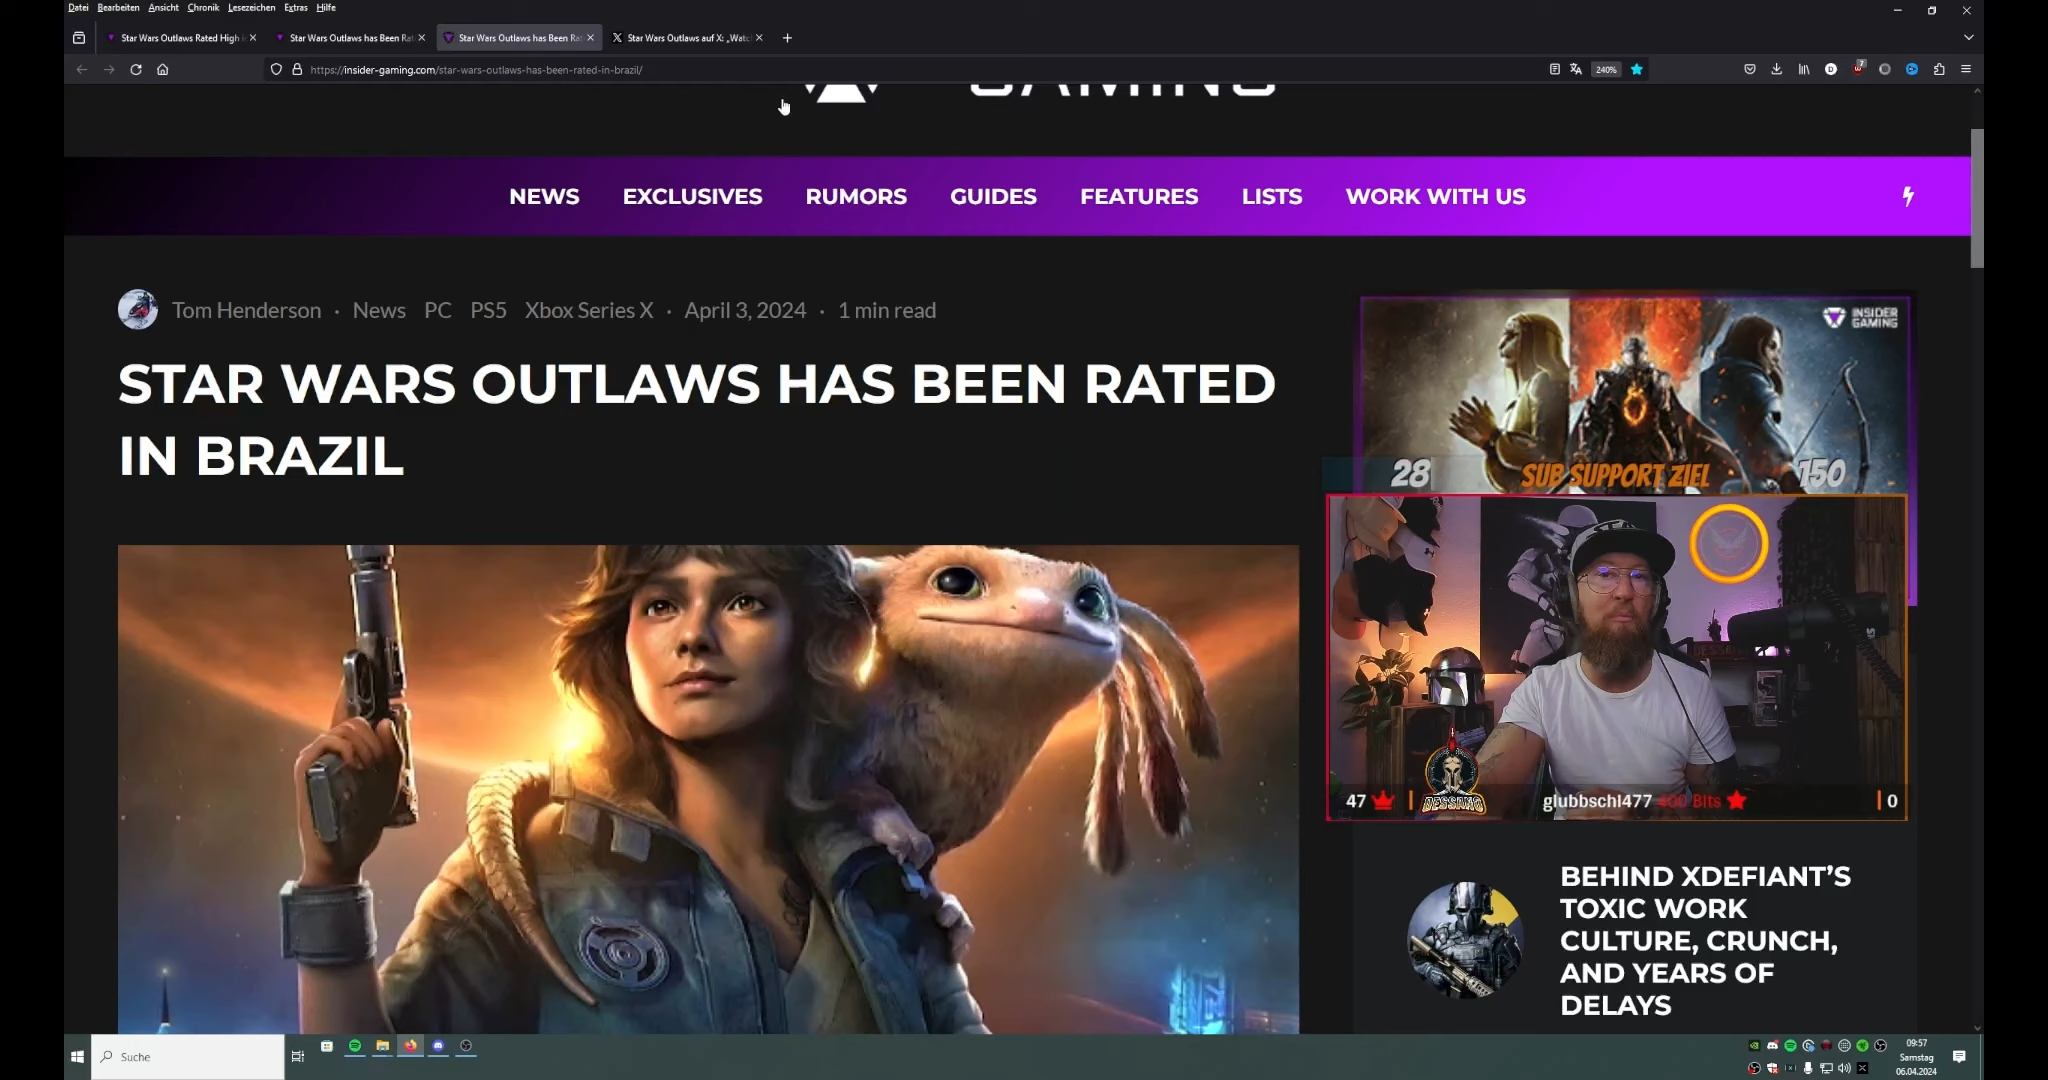 Datei Bearbeiten Ansicht Chronik Lesezeichen Extras Hilfe
Star Wars Outlaws Rated High Star Wars Outlaws has Been Rat Star Wars Outlaws has Been Rat Star Wars Outlaws auf X: „Watc
https://insider-gaming.com/star-wars-outlaws-has-been-rated-in-brazil/ 240% 7
GAMING
NEWS EXCLUSIVES RUMORS GUIDES FEATURES LISTS WORK WITH US
Tom Henderson · News PC PS5 Xbox Series X · April 3, 2024 · 1 min read
STAR WARS OUTLAWS HAS BEEN RATED
IN BRAZIL
INSIDER
GAMING
28 SUB SUPPORT ZIEL 150
DESSANO
47 glubbschl477 400 Bits 0
BEHIND XDEFIANT’S
TOXIC WORK
CULTURE, CRUNCH,
AND YEARS OF
DELAYS
Suche
09:57
Samstag
06.04.2024